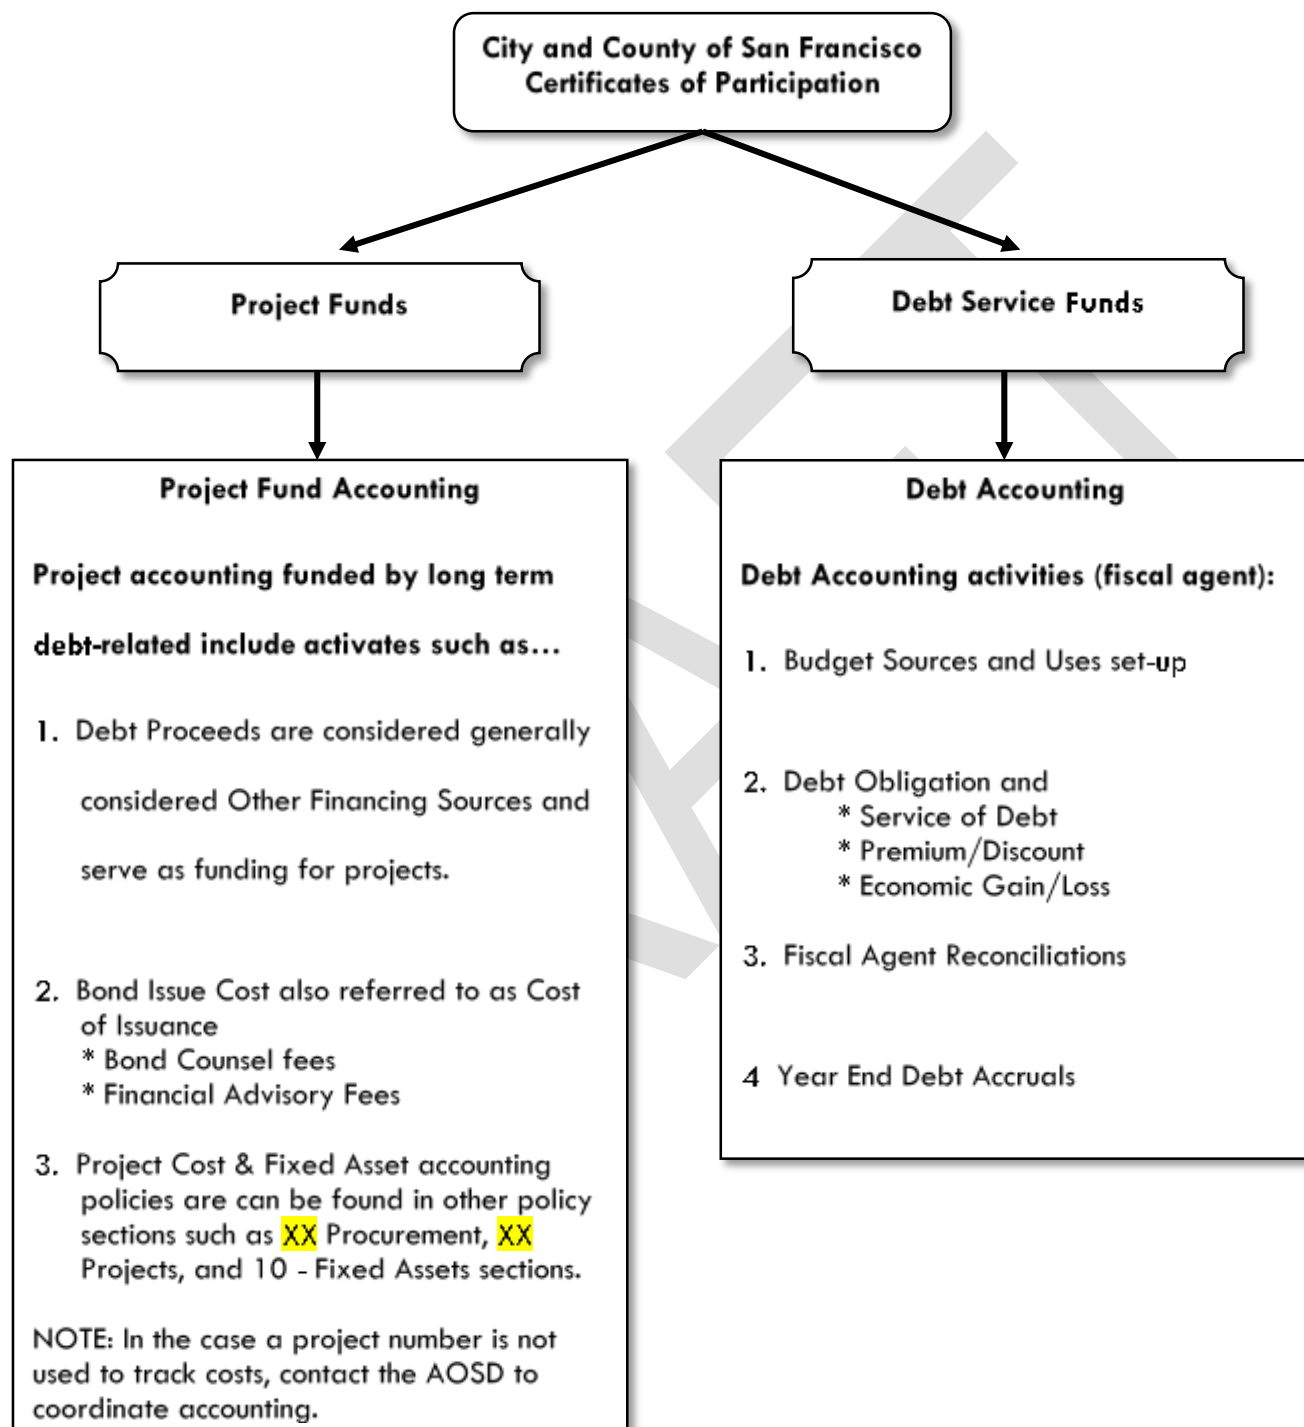 City and County of San Francisco
Certificates of Participation
Project Funds
Debt Service Funds
Project Fund Accounting
Project accounting funded by long term
debt-related include activates such as...
1. Debt Proceeds are considered generally
considered Other Financing Sources and
serve as funding for projects.
2. Bond Issue Cost also referred to as Cost
of Issuance
* Bond Counsel fees
* Financial Advisory Fees
3. Project Cost & Fixed Asset accounting
policies are can be found in other policy
sections such as XX Procurement, XX
Projects, and 10 - Fixed Assets sections.
NOTE: In the case a project number is not
used to track costs, contact the AOSD to
coordinate accounting.
Debt Accounting
Debt Accounting activities (fiscal agent):
1. Budget Sources and Uses set-up
2. Debt Obligation and
* Service of Debt
* Premium/Discount
* Economic Gain/Loss
3. Fiscal Agent Reconciliations
4 Year End Debt Accruals